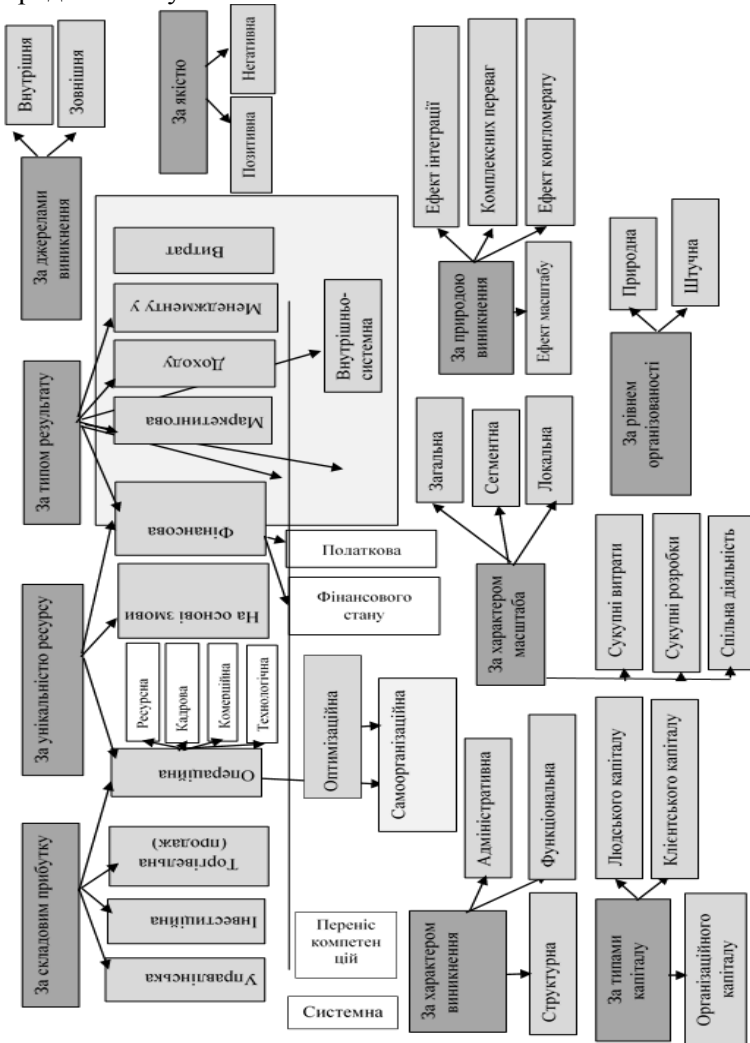 За складовим прибутку
Управлінська
Інвестиційна
Торгівельна
(продаж)
Операційна
За унікальністю ресурсу
Ресурсна
Кадрова
Комерційна
Технологічна
На основі змови
Фінансова
За типом результату
Маркетингова
Доходу
Менеджменту у
Витрат
За джерелами
виникнення
Внутрішня
Зовнішня
За якістю
Позитивна
Негативна
Системна
Переніс
компетен
цій
Оптимізаційна
Самоорганізаційна
Фінансового
стану
Податкова
Внутрішньо-
системна
За характером
виникнення
Структурна
Адміністративна
Функціональна
За характером
масштаба
Загальна
Сегментна
Локальна
За природою
виникнення
Ефект масштабу
Ефект інтеграції
Комплексних переваг
Ефект конгломерату
За типами
капіталу
Організаційного
капіталу
Людського капіталу
Клієнтського капіталу
Сукупні витрати
Сукупні розробки
Спільна діяльність
За рівнем
організованості
Природна
Штучна